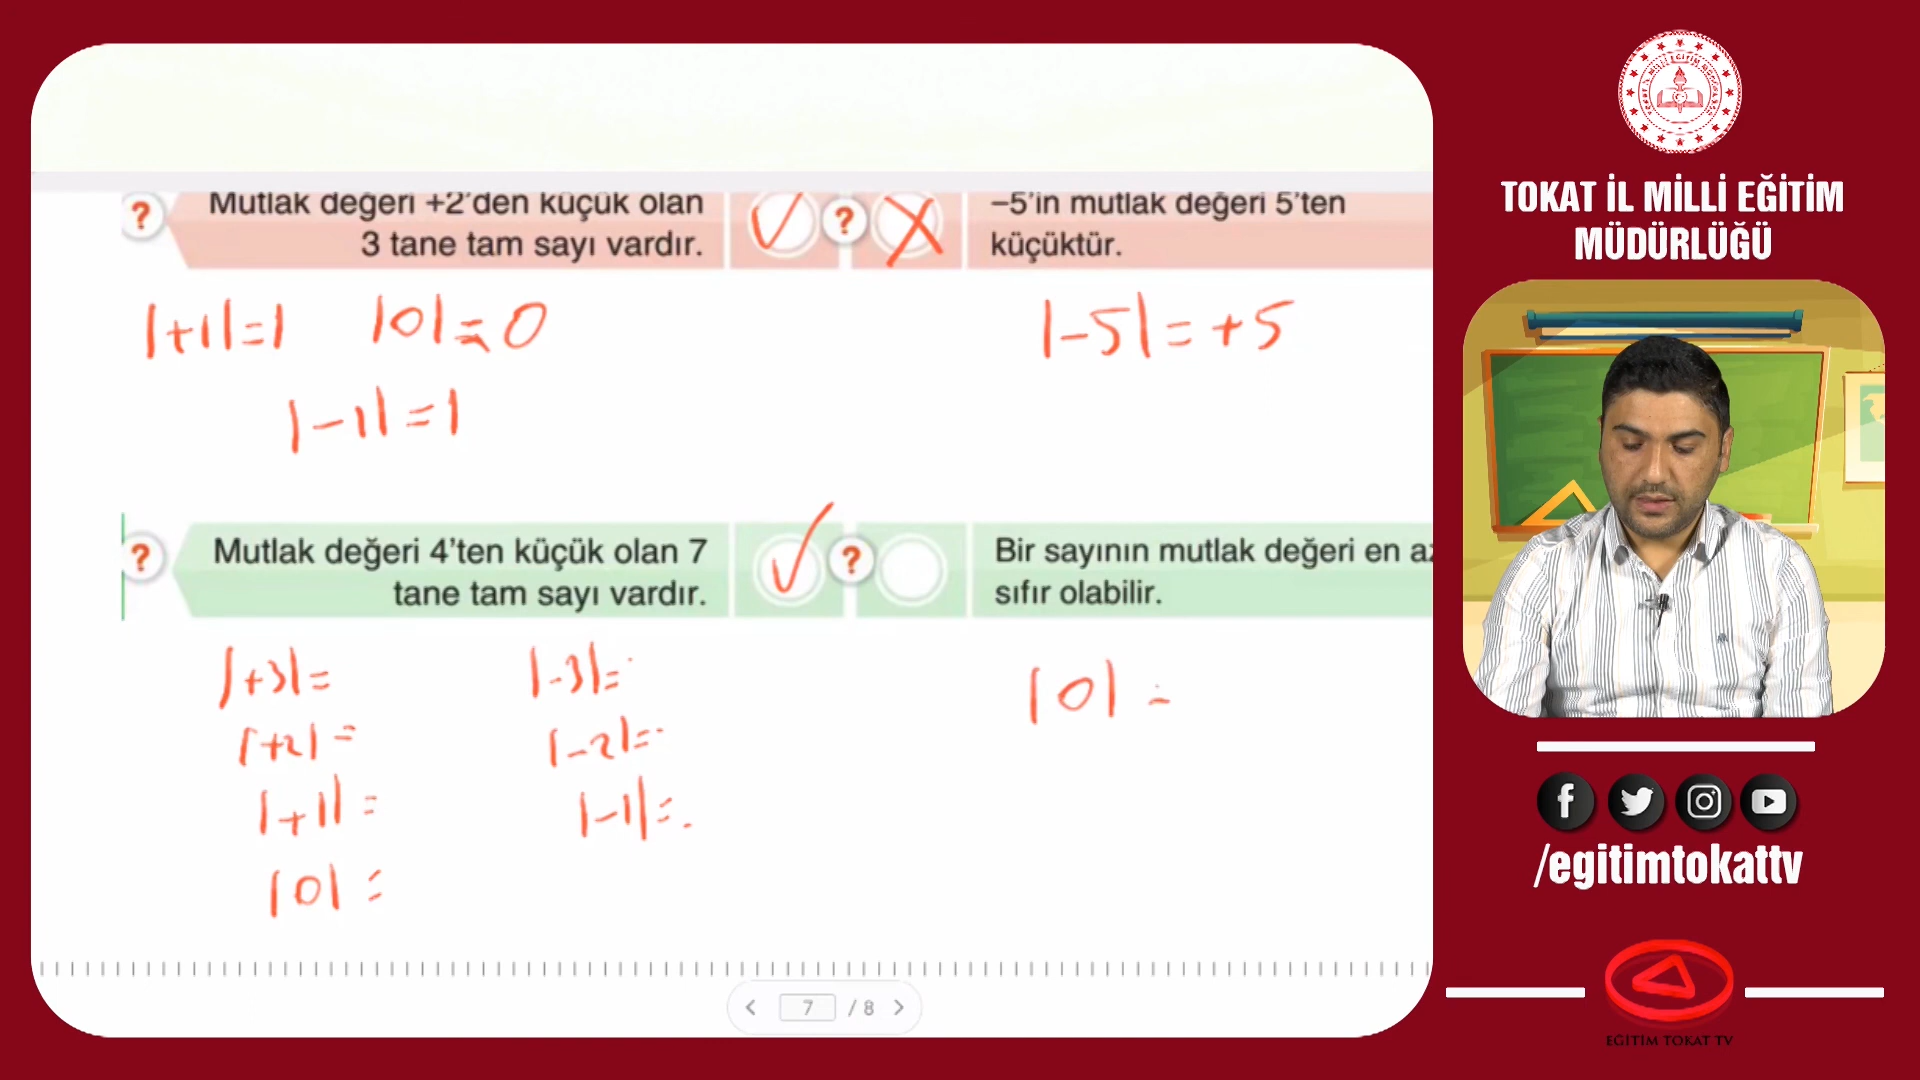 Mutlak değeri +2'den küçük olan
3 tane tam sayı vardır.
?
?
–5'in mutlak değeri 5'ten
küçüktür.
|+1|=1 |0|=0
|-1|=1
|-5|=+5
?
Mutlak değeri 4'ten küçük olan 7
tane tam sayı vardır.
?
Bir sayının mutlak değeri en az
sıfır olabilir.
|+3|= |-3|=
|+2|= |-2|=
|+1|= |-1|=
|0|=
|0| =
7 / 8
TOKAT İL MİLLİ EĞİTİM
MÜDÜRLÜĞÜ
/egitimtokattv
EĞİTİM TOKAT TV